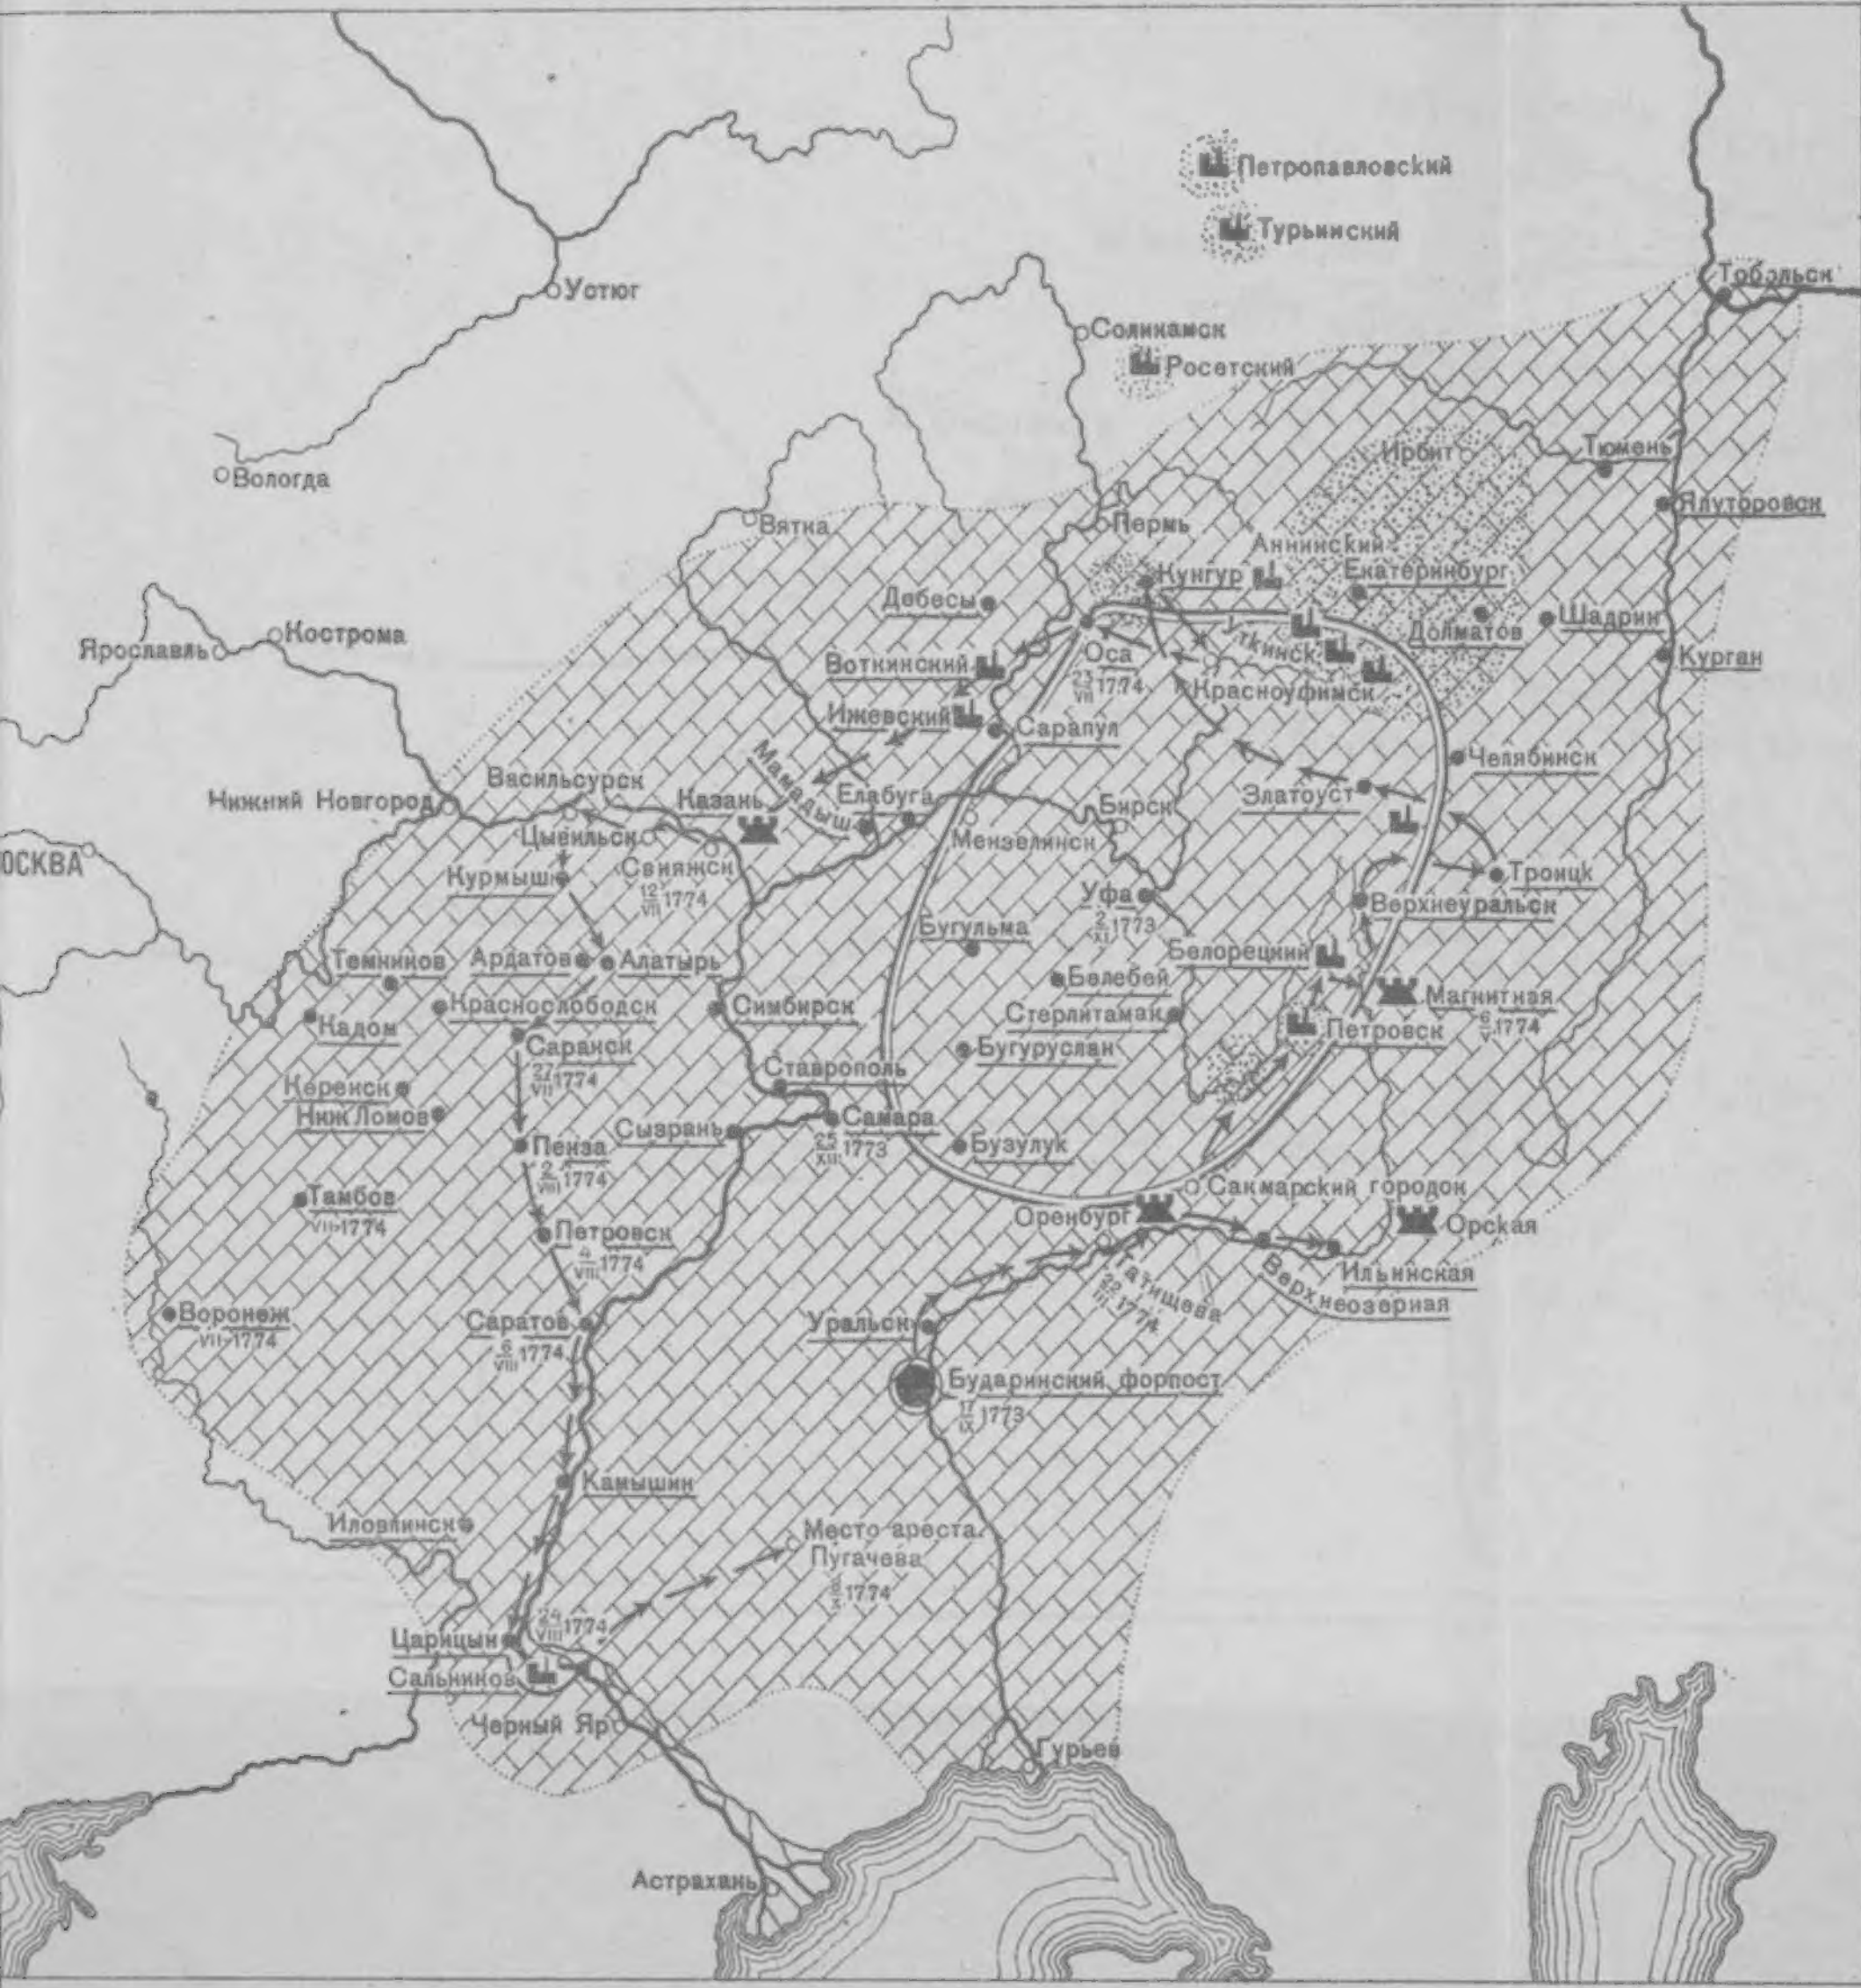 Петропавловский
Турьинский
Тобольск
Устюг
Соликамск
Росетский
Ирбит
Тюмень
Вологда
Ялуторовск
Вятка
Пермь
Аннинский
Кунгур
Екатеринбург
Дебесы
Шадрин
Долматов
Кострома
Ярославль
Уткинск
Оса
23
VII 1774
Курган
Воткинский
Красноуфимск
Ижевский
Сарапул
Челябинск
Мамадыш
Васильсурск
Казань
Елабуга
Златоуст
Нижний Новгород
Бирск
Цывильск
Мензелинск
ОСКВА
Свияжск
12
VII 1774
Курмыш
Троицк
Уфа
2
XI 1773
Верхнеуральск
Бугульма
Белорецкий
Темников
Ардатов
Алатырь
Белебей
Магнитная
6
V 1774
Краснослободск
Симбирск
Стерлитамак
Кадом
Петровск
Саранск
27
VII 1774
Бугуруслан
Ставрополь
Керенск
Ниж Ломов
Самара
25
XII 1773
Сызрань
Бузулук
Пенза
2
VIII 1774
Тамбов
VII-1774
Сакмарский городок
Оренбург
Орская
Петровск
4
VIII 1774
Татищева
22
III 1774
Ильинская
Верхнеозерная
Воронеж
VII-1774
Саратов
6
VIII 1774
Уральск
Бударинский форпост
17
IX 1773
Камышин
Иловлинск
Место ареста
Пугачева
1774
24
VIII 1774
Царицын
Сальников
Черный Яр
Гурьев
Астрахань